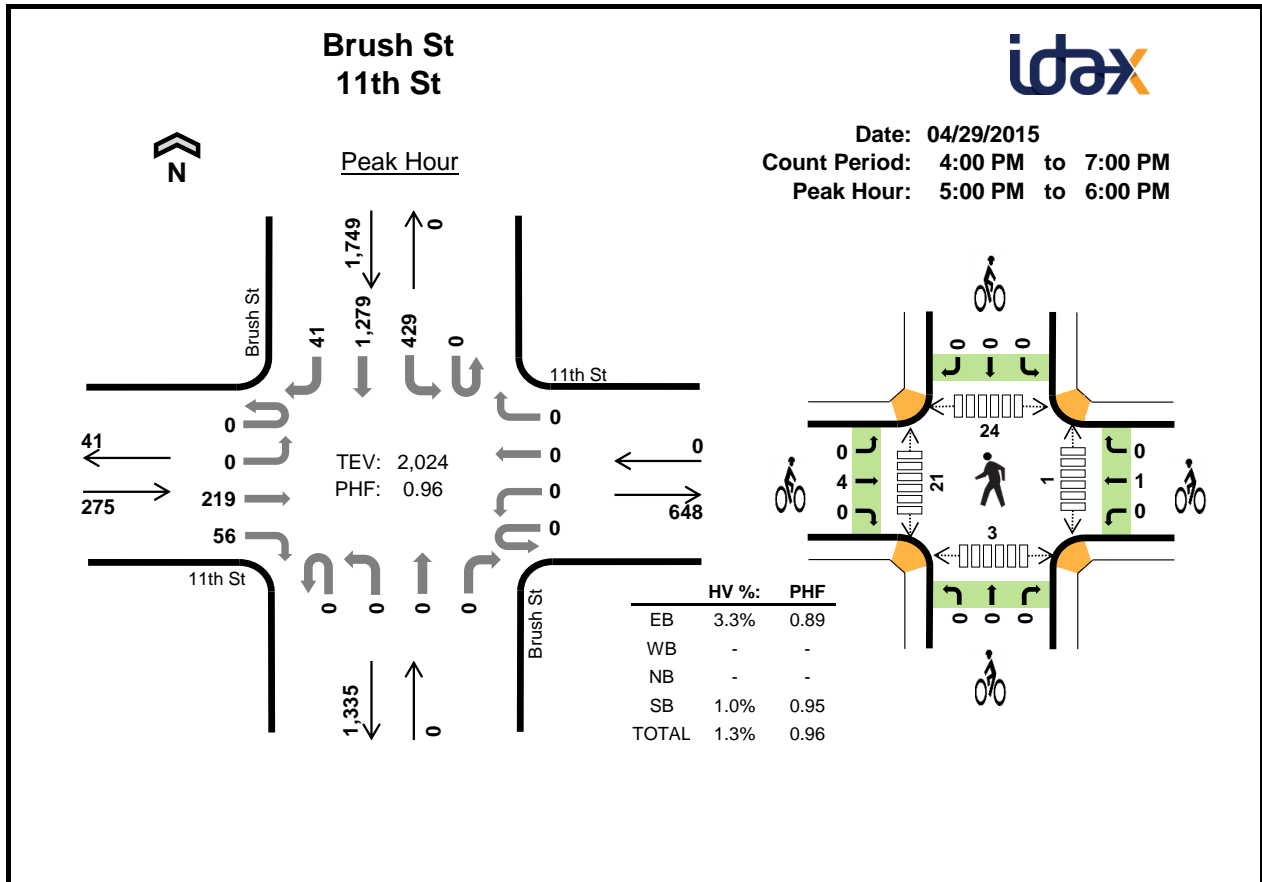 Brush St
11th St
idax
N
Peak Hour
Date: 04/29/2015
Count Period: 4:00 PM to 7:00 PM
Peak Hour: 5:00 PM to 6:00 PM
1,749
0
Brush St
41
1,279
429
0
11th St
0
0
0
0
0
648
41
275
0
0
219
56
11th St
TEV: 2,024
PHF: 0.96
0
0
0
0
Brush St
1,335
0
HV %: PHF
EB 3.3% 0.89
WB - -
NB - -
SB 1.0% 0.95
TOTAL 1.3% 0.96
0
0
0
24
0
4
0
21
1
0
1
0
3
0
0
0